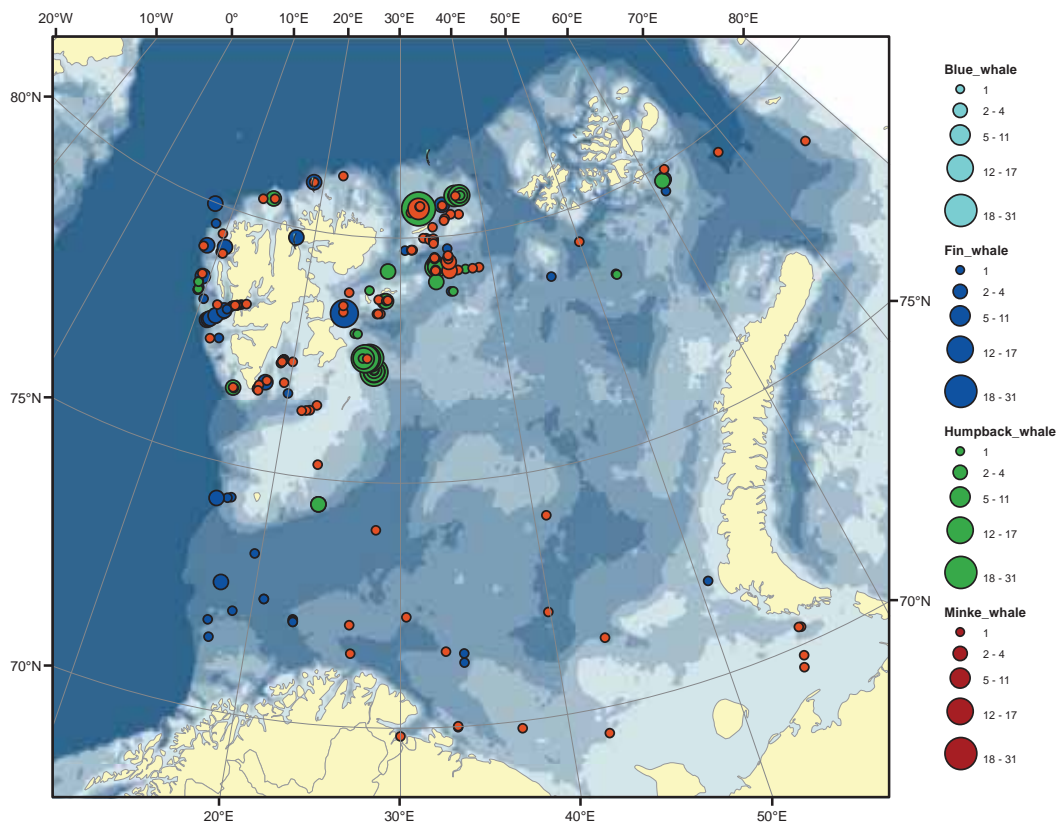 20°W 10°W 0° 10°E 20°E 30°E 40°E 50°E 60°E 70°E 80°E
80°N
75°N
70°N
75°N
70°N
20°E 30°E 40°E 50°E
Blue_whale
1
2 - 4
5 - 11
12 - 17
18 - 31
Fin_whale
1
2 - 4
5 - 11
12 - 17
18 - 31
Humpback_whale
1
2 - 4
5 - 11
12 - 17
18 - 31
Minke_whale
1
2 - 4
5 - 11
12 - 17
18 - 31